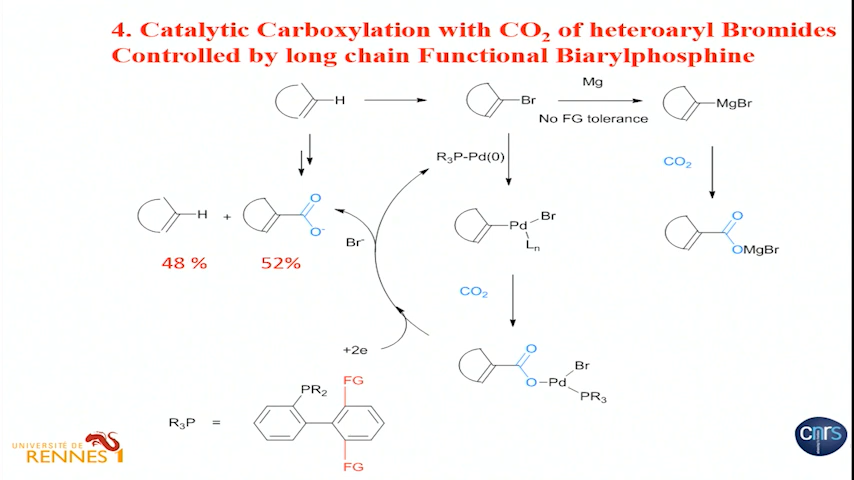 4. Catalytic Carboxylation with CO₂ of heteroaryl Bromides
Controlled by long chain Functional Biarylphosphine
H
Br
Mg
No FG tolerance
MgBr
R₃P-Pd(0)
CO₂
H
+
O
O⁻
48 %
52%
Br⁻
Pd
Br
Lₙ
O
OMgBr
CO₂
+2e
O
O
Pd
Br
PR₃
R₃P =
PR₂
FG
FG
UNIVERSITÉ DE
RENNES 1
cnrs